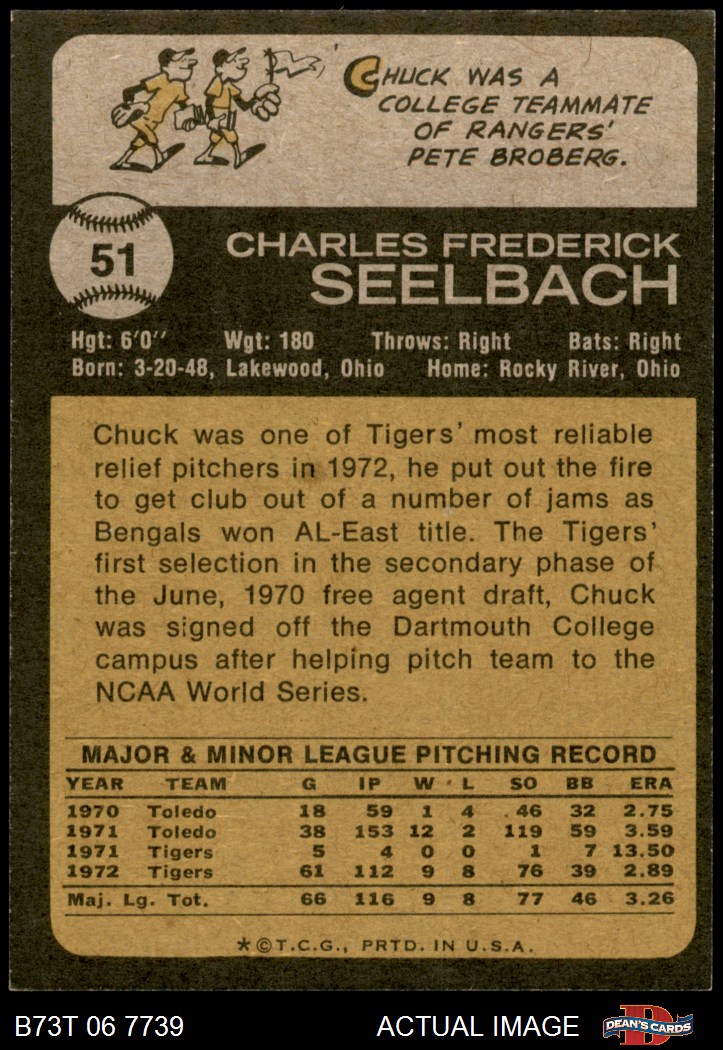 CHUCK WAS A
COLLEGE TEAMMATE
OF RANGERS'
PETE BROBERG.
51
CHARLES FREDERICK
SEELBACH
Hgt: 6'0'' Wgt: 180 Throws: Right Bats: Right
Born: 3-20-48, Lakewood, Ohio Home: Rocky River, Ohio
Chuck was one of Tigers' most reliable
relief pitchers in 1972, he put out the fire
to get club out of a number of jams as
Bengals won AL-East title. The Tigers'
first selection in the secondary phase of
the June, 1970 free agent draft, Chuck
was signed off the Dartmouth College
campus after helping pitch team to the
NCAA World Series.
MAJOR & MINOR LEAGUE PITCHING RECORD
YEAR TEAM G IP W L SO BB ERA
1970 Toledo 18 59 1 4 46 32 2.75
1971 Toledo 38 153 12 2 119 59 3.59
1971 Tigers 5 4 0 0 1 7 13.50
1972 Tigers 61 112 9 8 76 39 2.89
Maj. Lg. Tot. 66 116 9 8 77 46 3.26
*©T.C.G., PRTD. IN U.S.A.
B73T 06 7739 ACTUAL IMAGE D DEAN'S CARDS